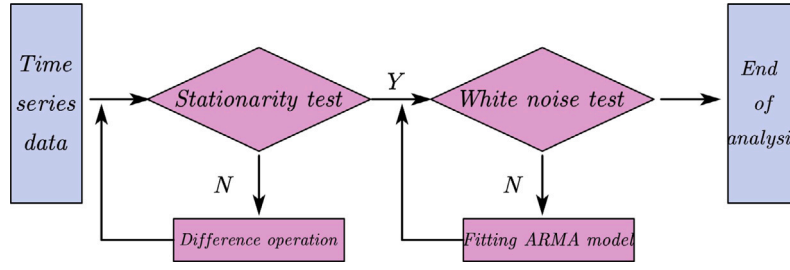 Time
series
data
Stationarity test
Y
White noise test
End
of
analysi
N
N
Difference operation
Fitting ARMA model